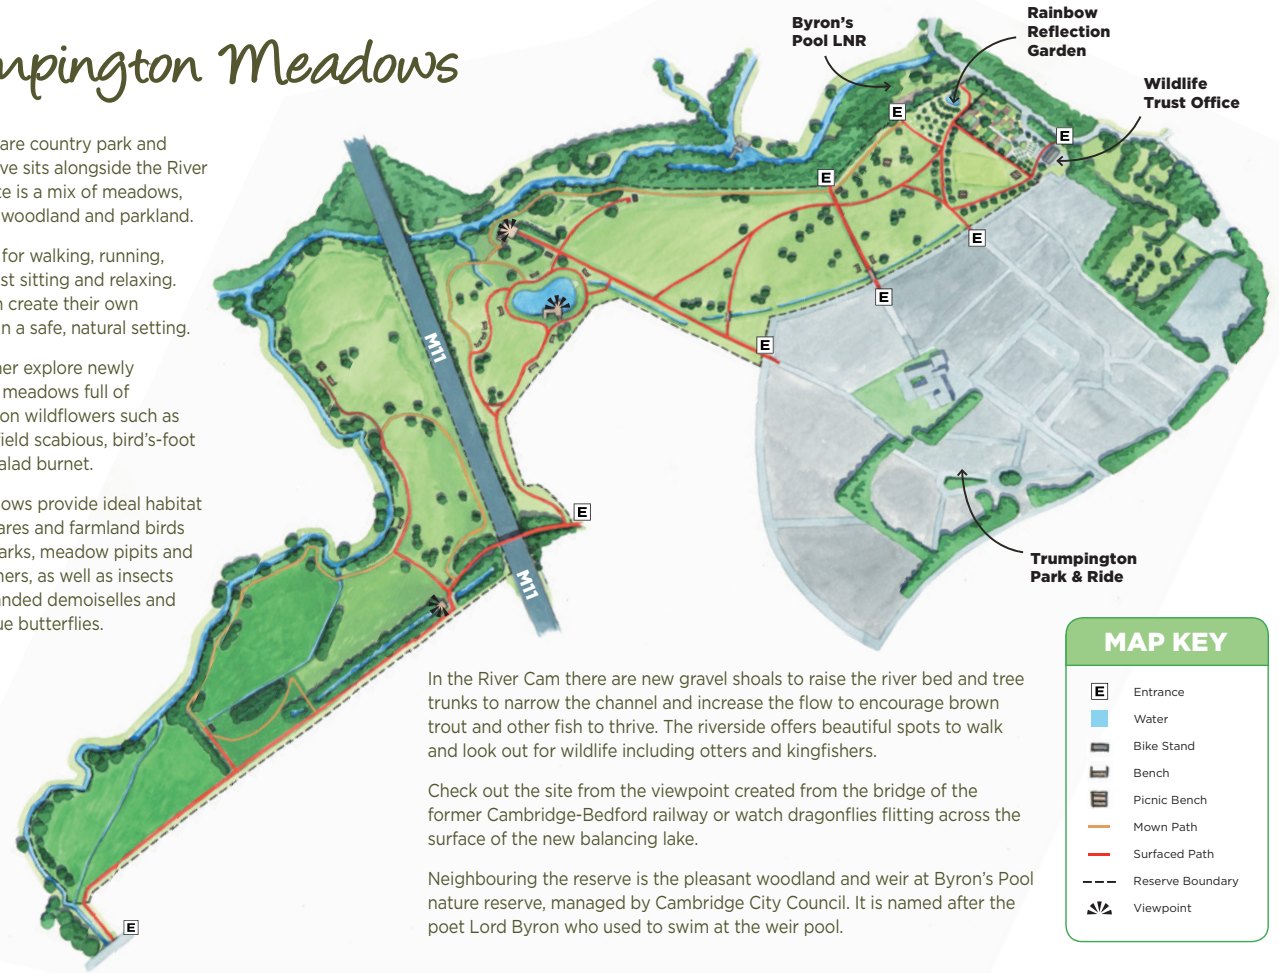 mpington Meadows
are country park and
ve sits alongside the River
te is a mix of meadows,
woodland and parkland.
for walking, running,
st sitting and relaxing.
n create their own
n a safe, natural setting.
her explore newly
meadows full of
on wildflowers such as
field scabious, bird's-foot
alad burnet.
ows provide ideal habitat
ares and farmland birds
arks, meadow pipits and
ers, as well as insects
anded demoiselles and
ue butterflies.
Byron's
Pool LNR
Rainbow
Reflection
Garden
Wildlife
Trust Office
E
E
E
E
E
E
E
E
M11
M11
Trumpington
Park & Ride
In the River Cam there are new gravel shoals to raise the river bed and tree
trunks to narrow the channel and increase the flow to encourage brown
trout and other fish to thrive. The riverside offers beautiful spots to walk
and look out for wildlife including otters and kingfishers.
Check out the site from the viewpoint created from the bridge of the
former Cambridge-Bedford railway or watch dragonflies flitting across the
surface of the new balancing lake.
Neighbouring the reserve is the pleasant woodland and weir at Byron's Pool
nature reserve, managed by Cambridge City Council. It is named after the
poet Lord Byron who used to swim at the weir pool.
MAP KEY
E Entrance
Water
Bike Stand
Bench
Picnic Bench
Mown Path
Surfaced Path
Reserve Boundary
Viewpoint